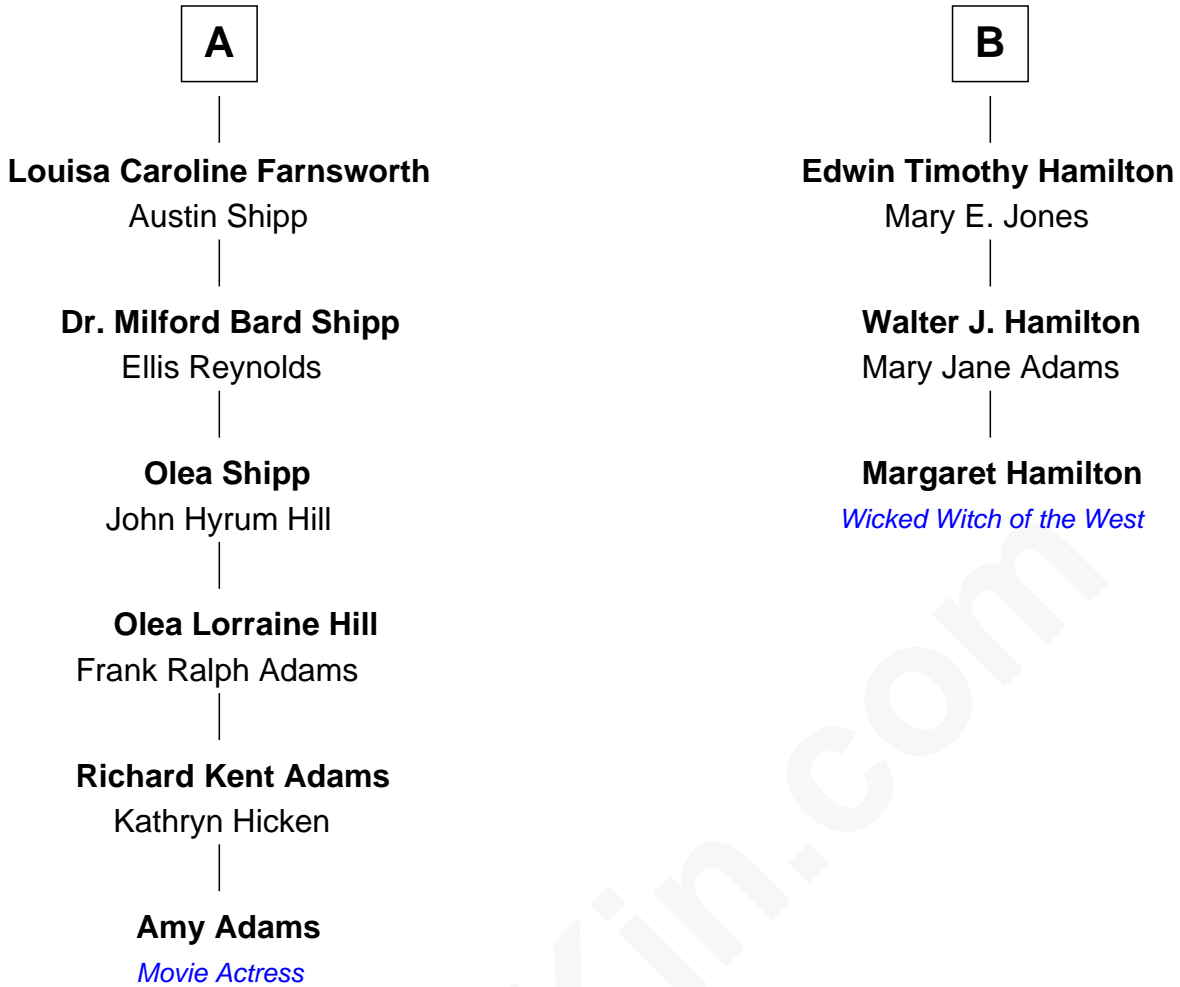 A
Louisa Caroline Farnsworth
Austin Shipp
Dr. Milford Bard Shipp
Ellis Reynolds
Olea Shipp
John Hyrum Hill
Olea Lorraine Hill
Frank Ralph Adams
Richard Kent Adams
Kathryn Hicken
Amy Adams
Movie Actress
B
Edwin Timothy Hamilton
Mary E. Jones
Walter J. Hamilton
Mary Jane Adams
Margaret Hamilton
Wicked Witch of the West
Kin.com